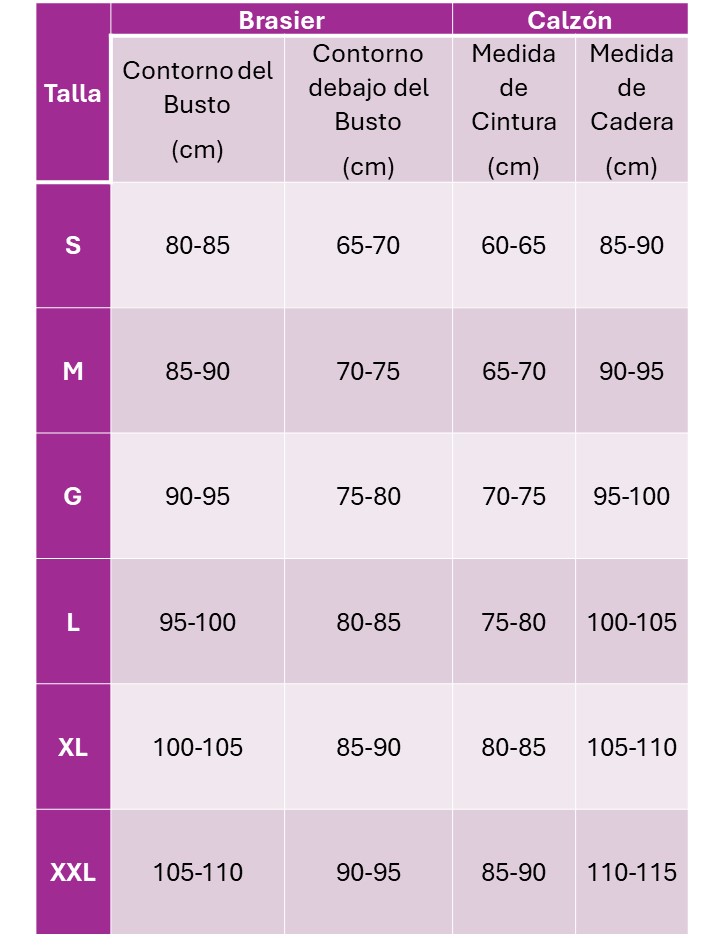 Brasier Calzón
Talla
Contorno del
Busto
(cm)
Contorno
debajo del
Busto
(cm)
Medida
de
Cintura
(cm)
Medida
de
Cadera
(cm)
S 80-85 65-70 60-65 85-90
M 85-90 70-75 65-70 90-95
G 90-95 75-80 70-75 95-100
L 95-100 80-85 75-80 100-105
XL 100-105 85-90 80-85 105-110
XXL 105-110 90-95 85-90 110-115